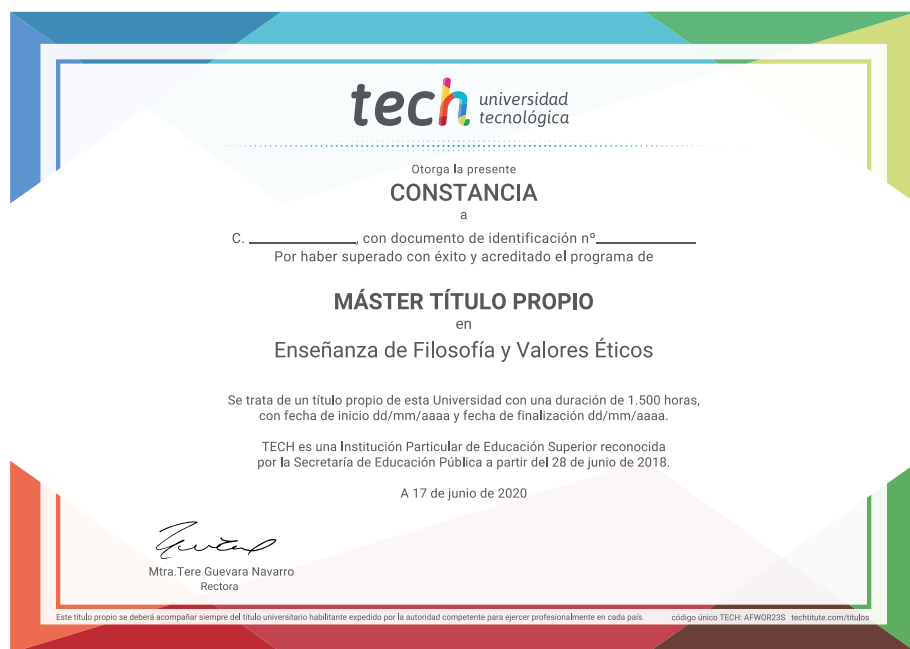 tech universidad
tecnológica
Otorga la presente
CONSTANCIA
a
C. ______________, con documento de identificación nº_____________
Por haber superado con éxito y acreditado el programa de
MÁSTER TÍTULO PROPIO
en
Enseñanza de Filosofía y Valores Éticos
Se trata de un título propio de esta Universidad con una duración de 1.500 horas,
con fecha de inicio dd/mm/aaaa y fecha de finalización dd/mm/aaaa.
TECH es una Institución Particular de Educación Superior reconocida
por la Secretaría de Educación Pública a partir del 28 de junio de 2018.
A 17 de junio de 2020
Mtra.Tere Guevara Navarro
Rectora
Este título propio se deberá acompañar siempre del título universitario habilitante expedido por la autoridad competente para ejercer profesionalmente en cada país. código único TECH: AFWOR23S techtitute.com/titulos